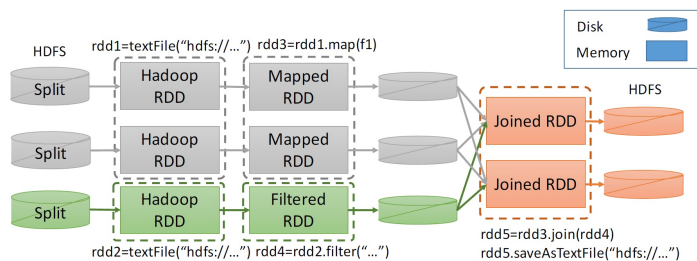 Disk
Memory
HDFS
rdd1=textFile(“hdfs://…”)
rdd3=rdd1.map(f1)
HDFS
Split
Hadoop
RDD
Mapped
RDD
Joined RDD
Split
Hadoop
RDD
Mapped
RDD
Joined RDD
Split
Hadoop
RDD
Filtered
RDD
rdd2=textFile(“hdfs://…”)
rdd4=rdd2.filter(“…”)
rdd5=rdd3.join(rdd4)
rdd5.saveAsTextFile(“hdfs://…”)